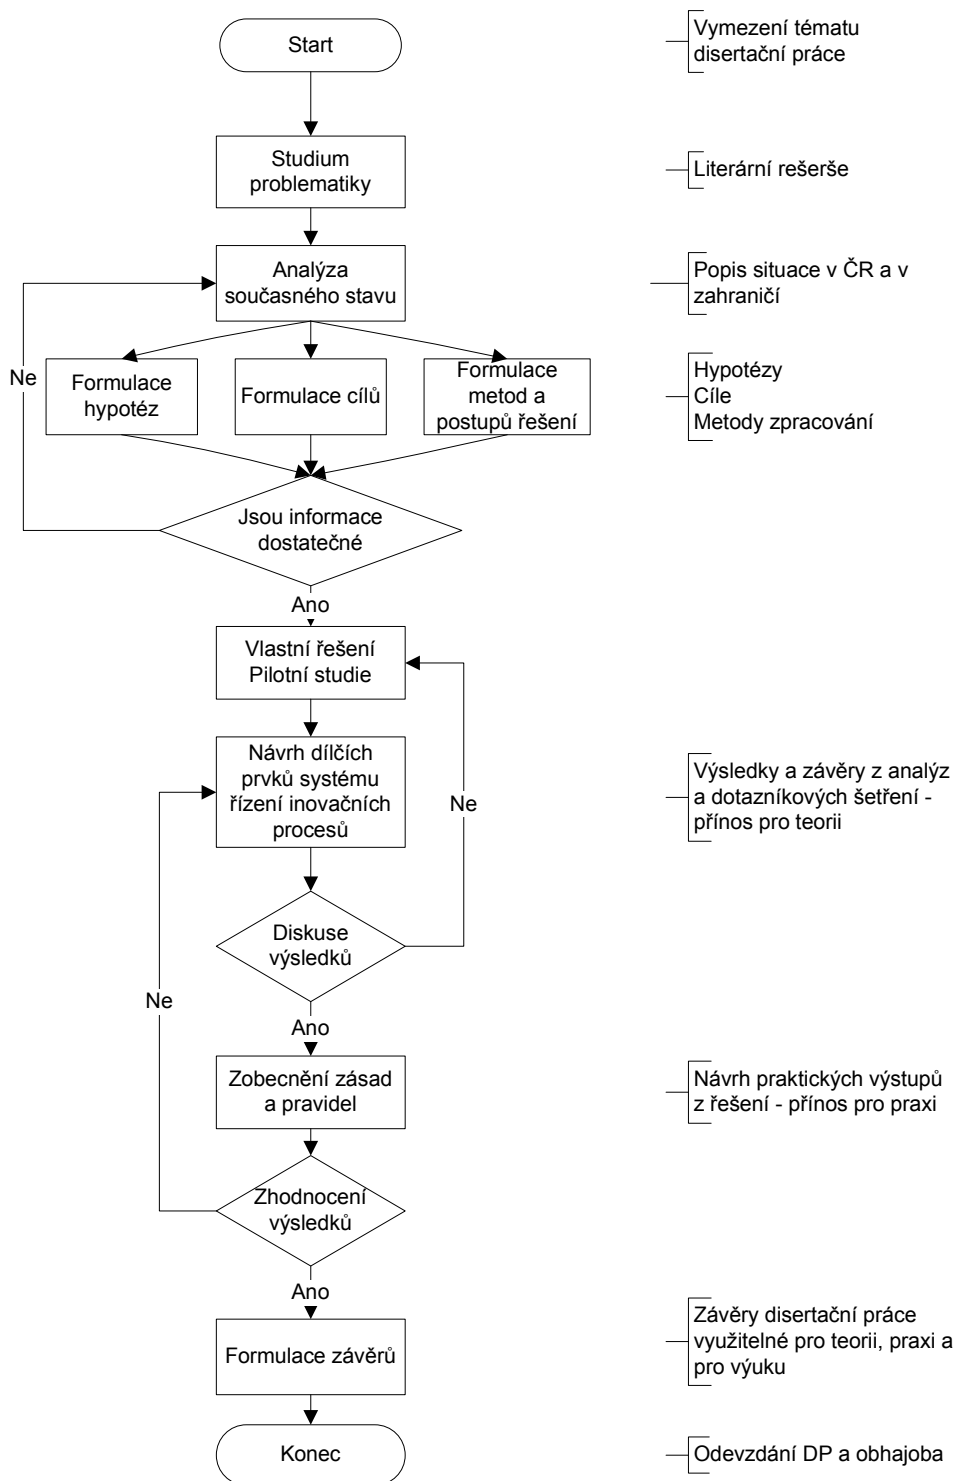 Start
Vymezení tématu
disertační práce
Studium
problematiky
Literární rešerše
Analýza
současného stavu
Popis situace v ČR a v
zahraničí
Ne
Formulace
hypotéz
Formulace cílů
Formulace
metod a
postupů řešení
Hypotézy
Cíle
Metody zpracování
Jsou informace
dostatečné
Ano
Vlastní řešení
Pilotní studie
Návrh dílčích
prvků systému
řízení inovačních
procesů
Ne
Výsledky a závěry z analýz
a dotazníkových šetření -
přínos pro teorii
Diskuse
výsledků
Ne
Ano
Zobecnění zásad
a pravidel
Návrh praktických výstupů
z řešení - přínos pro praxi
Zhodnocení
výsledků
Ano
Formulace závěrů
Závěry disertační práce
využitelné pro teorii, praxi a
pro výuku
Konec
Odevzdání DP a obhajoba